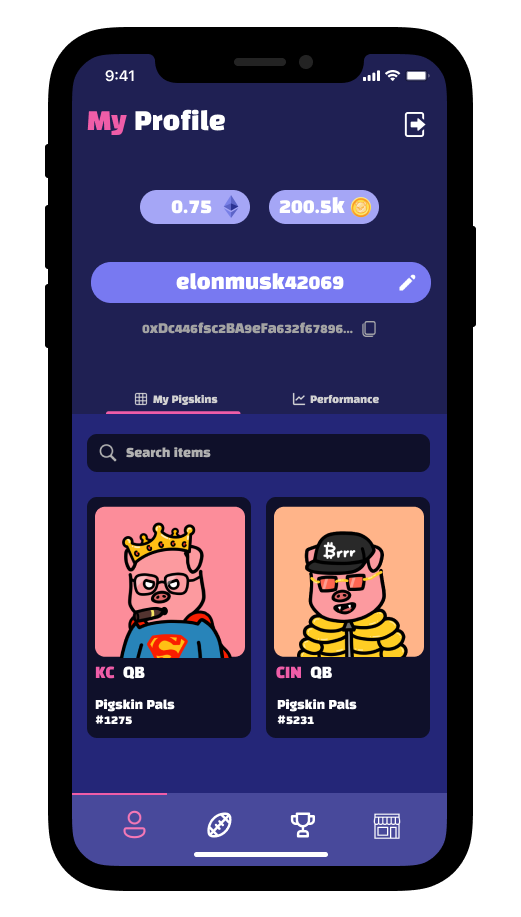 9:41
My Profile
0.75
200.5k
elonmusk42069
0xDc446fsc2BA9eFa632f67896...
My Pigskins
Performance
Search items
Brrr
S
KC QB
Pigskin Pals
#1275
CIN QB
Pigskin Pals
#5231